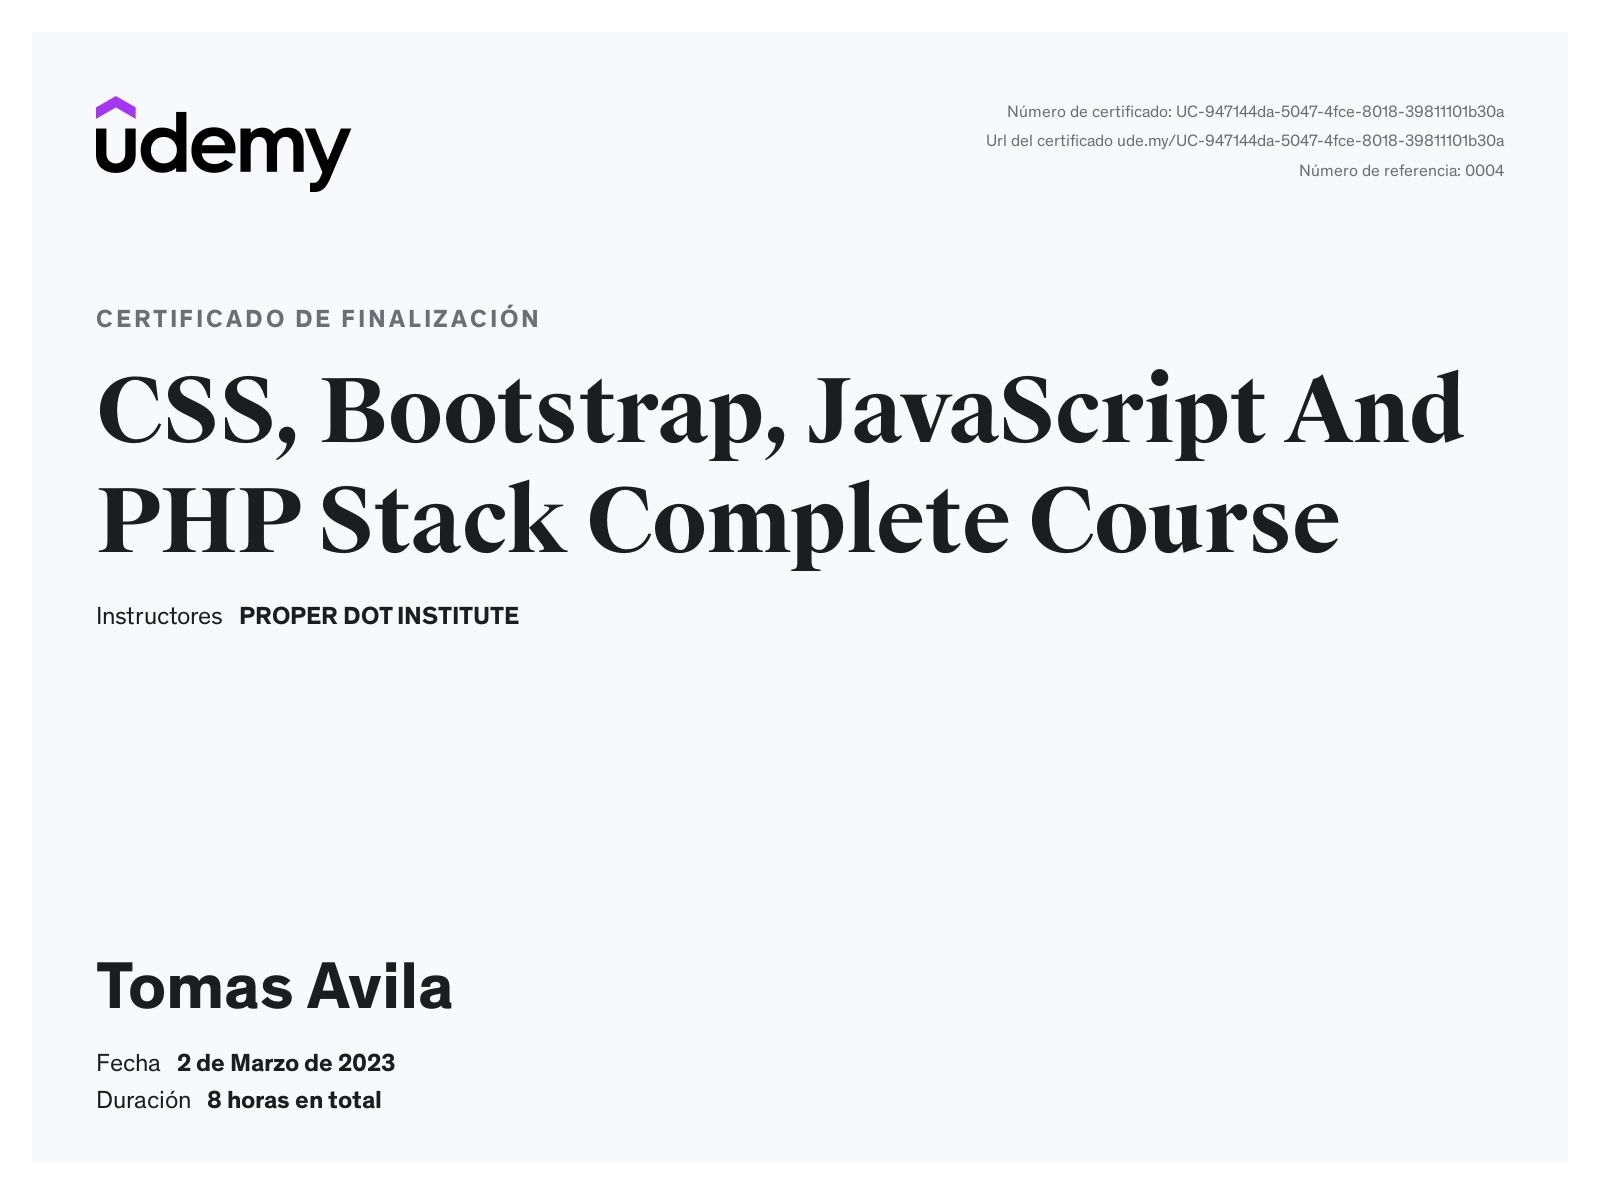 udemy
Número de certificado: UC-947144da-5047-4fce-8018-39811101b30a
Url del certificado ude.my/UC-947144da-5047-4fce-8018-39811101b30a
Número de referencia: 0004
CERTIFICADO DE FINALIZACIÓN
CSS, Bootstrap, JavaScript And
PHP Stack Complete Course
Instructores PROPER DOT INSTITUTE
Tomas Avila
Fecha 2 de Marzo de 2023
Duración 8 horas en total